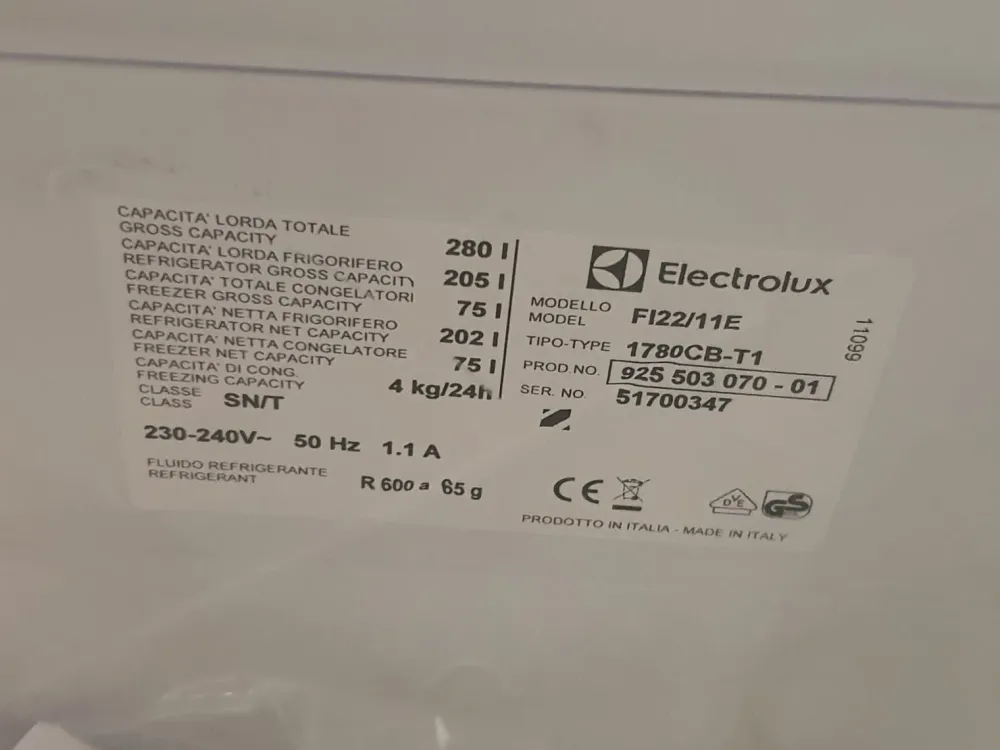 CAPACITA' LORDA TOTALE
GROSS CAPACITY 280 l
CAPACITA' LORDA FRIGORIFERO
REFRIGERATOR GROSS CAPACITY 205 l
CAPACITA' TOTALE CONGELATORI
FREEZER GROSS CAPACITY 75 l
CAPACITA' NETTA FRIGORIFERO
REFRIGERATOR NET CAPACITY 202 l
CAPACITA' NETTA CONGELATORE
FREEZER NET CAPACITY 75 l
CAPACITA' DI CONG.
FREEZING CAPACITY 4 kg/24h
CLASSE
CLASS SN/T
230-240V~ 50 Hz 1.1 A
FLUIDO REFRIGERANTE
REFRIGERANT R 600 a 65 g
Electrolux
MODELLO
MODEL FI22/11E
TIPO-TYPE 1780CB-T1
PROD.NO. 925 503 070 - 01
SER. NO. 51700347
11099
CE
DVE GS
PRODOTTO IN ITALIA - MADE IN ITALY